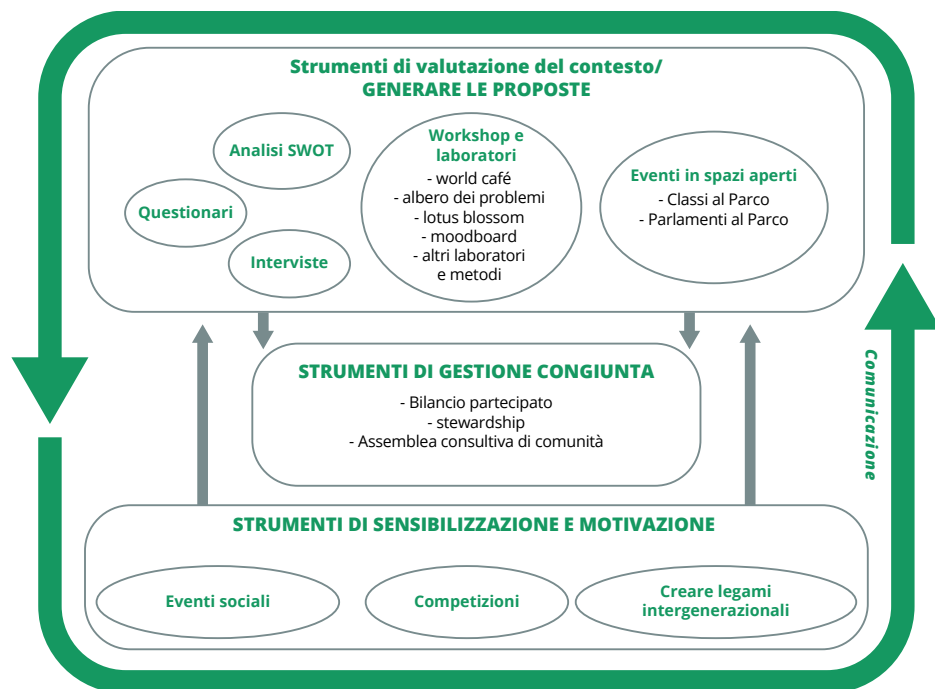 Strumenti di valutazione del contesto/
GENERARE LE PROPOSTE
Analisi SWOT
Questionari
Interviste
Workshop e
laboratori
- world café
- albero dei problemi
- lotus blossom
- moodboard
- altri laboratori
e metodi
Eventi in spazi aperti
- Classi al Parco
- Parlamenti al Parco
STRUMENTI DI GESTIONE CONGIUNTA
- Bilancio partecipato
- stewardship
- Assemblea consultiva di comunità
Comunicazione
STRUMENTI DI SENSIBILIZZAZIONE E MOTIVAZIONE
Eventi sociali
Competizioni
Creare legami
intergenerazionali